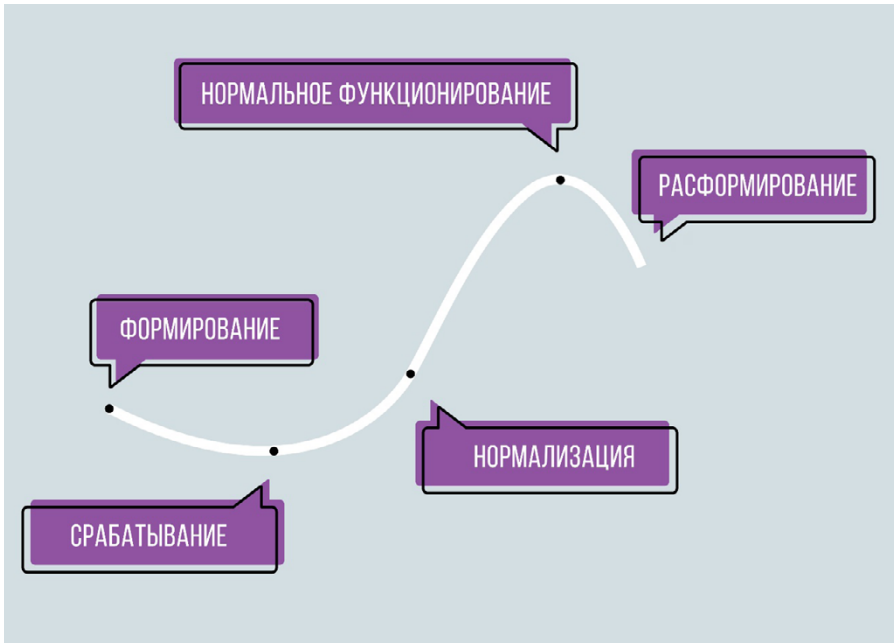 НОРМАЛЬНОЕ ФУНКЦИОНИРОВАНИЕ
РАСФОРМИРОВАНИЕ
ФОРМИРОВАНИЕ
НОРМАЛИЗАЦИЯ
СРАБАТЫВАНИЕ